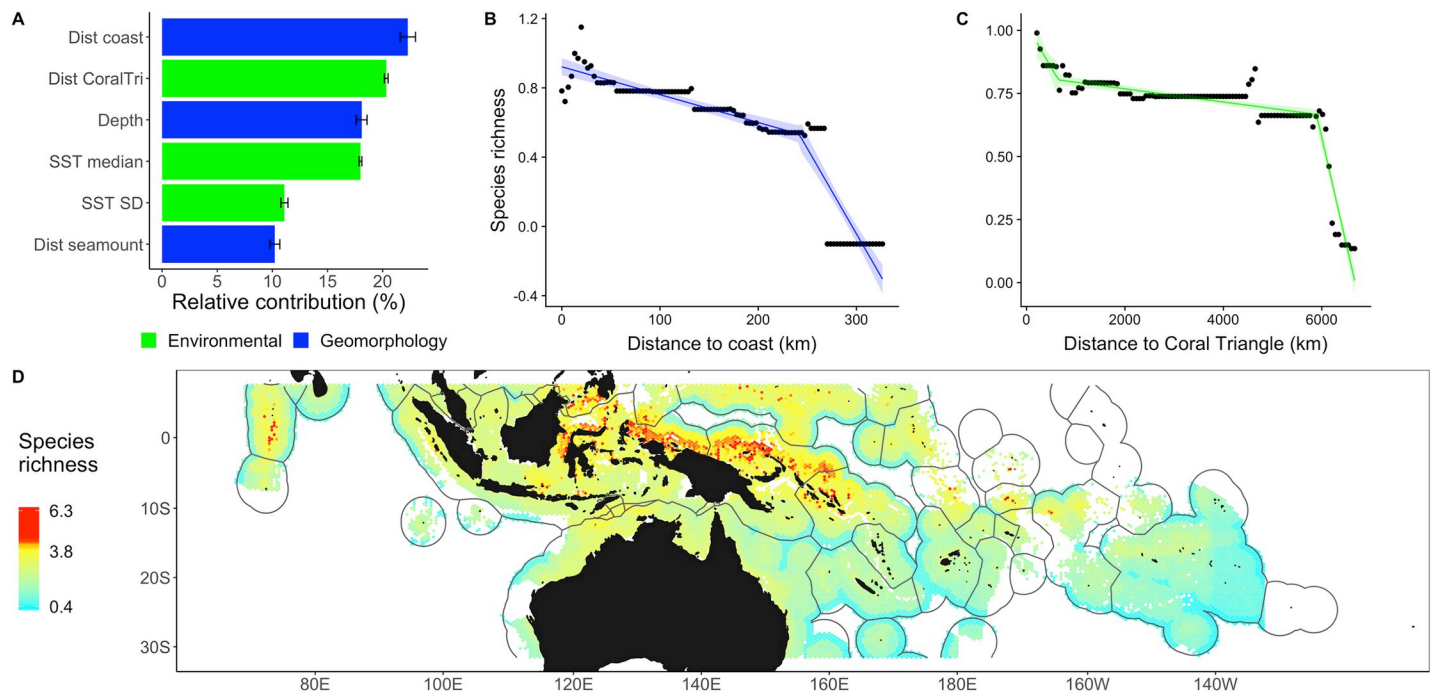 A
Dist coast
Dist CoralTri
Depth
SST median
SST SD
Dist seamount
0 5 10 15 20
Relative contribution (%)
Environmental Geomorphology
B
Species richness
1.2
0.8
0.4
0.0
-0.4
0 100 200 300
Distance to coast (km)
C
1.00
0.75
0.50
0.25
0.00
0 2000 4000 6000
Distance to Coral Triangle (km)
D
Species
richness
6.3
3.8
0.4
0
10S
20S
30S
80E 100E 120E 140E 160E 180E 160W 140W